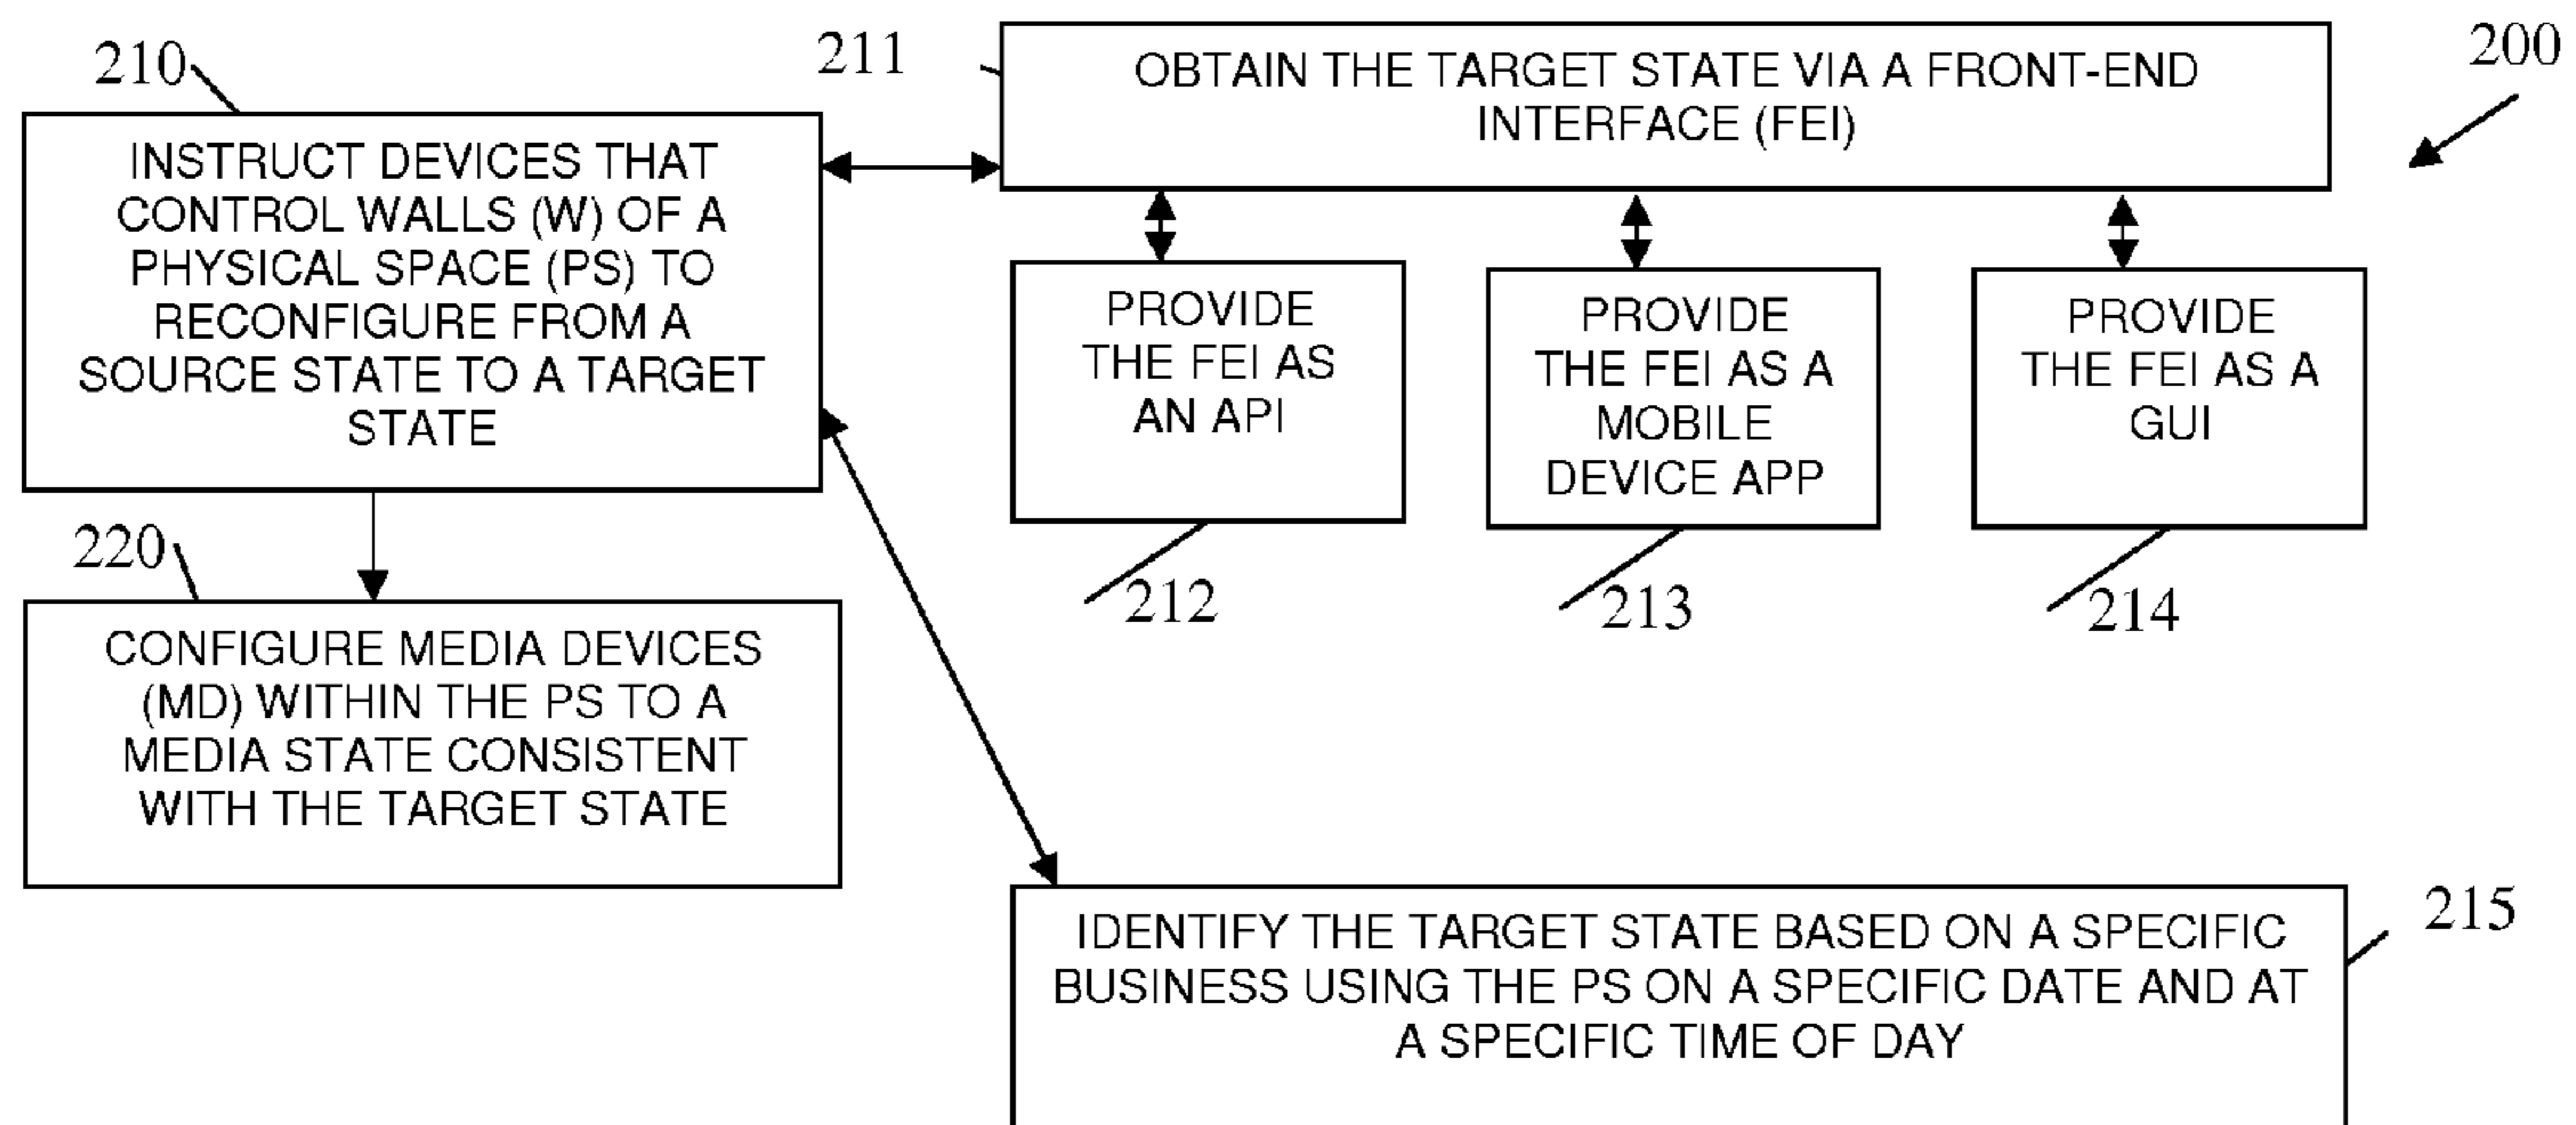 210
INSTRUCT DEVICES THAT
CONTROL WALLS (W) OF A
PHYSICAL SPACE (PS) TO
RECONFIGURE FROM A
SOURCE STATE TO A TARGET
STATE
211
OBTAIN THE TARGET STATE VIA A FRONT-END
INTERFACE (FEI)
200
PROVIDE
THE FEI AS
AN API
212
PROVIDE
THE FEI AS A
MOBILE
DEVICE APP
213
PROVIDE
THE FEI AS A
GUI
214
220
CONFIGURE MEDIA DEVICES
(MD) WITHIN THE PS TO A
MEDIA STATE CONSISTENT
WITH THE TARGET STATE
215
IDENTIFY THE TARGET STATE BASED ON A SPECIFIC
BUSINESS USING THE PS ON A SPECIFIC DATE AND AT
A SPECIFIC TIME OF DAY